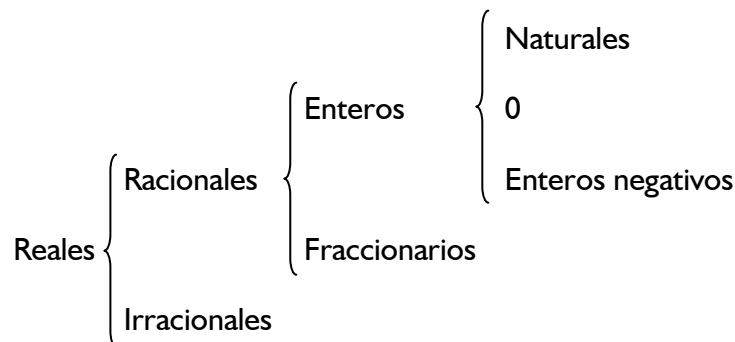 Naturales
Enteros
0
Racionales
Enteros negativos
Reales
Fraccionarios
Irracionales